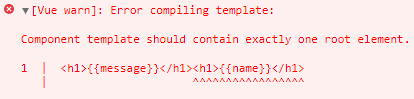 ▼[Vue warn]: Error compiling template:
Component template should contain exactly one root element.
1 | <h1>{{message}}</h1><h1>{{name}}</h1>
| ^^^^^^^^^^^^^^^^^